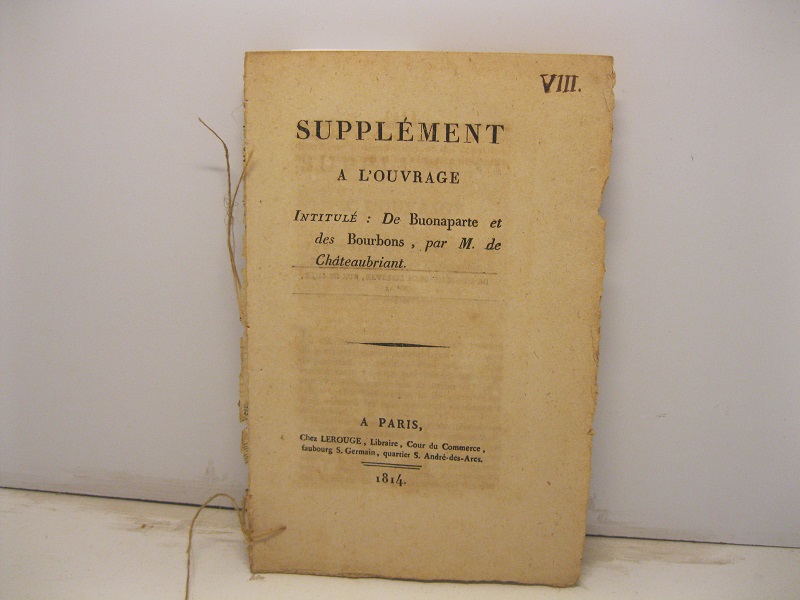 VIII.
SUPPLÉMENT
A L'OUVRAGE
INTITULÉ : De Buonaparte et
des Bourbons, par M. de
Châteaubriant.
A PARIS,
Chez LEROUGE, Libraire, Cour du Commerce,
faubourg S. Germain, quartier S. André-des-Arcs.
1814.